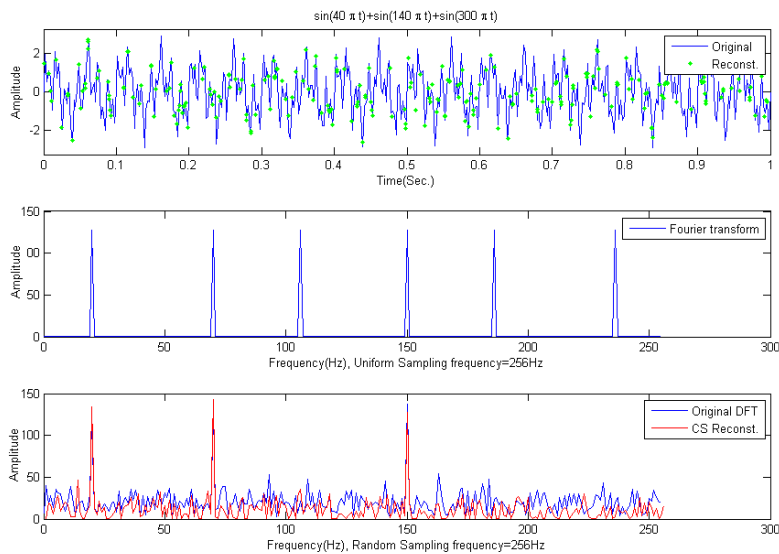 sin(40 π t)+sin(140 π t)+sin(300 π t)
Amplitude
2
0
-2
Original
Reconst.
0 0.1 0.2 0.3 0.4 0.5 0.6 0.7 0.8 0.9 1
Time(Sec.)
Amplitude
150
00
50
0
Fourier transform
0 50 100 150 200 250 300
Frequency(Hz), Uniform Sampling frequency=256Hz
Amplitude
150
100
50
0
Original DFT
CS Reconst.
0 50 100 150 200 250 300
Frequency(Hz), Random Sampling frequency=256Hz